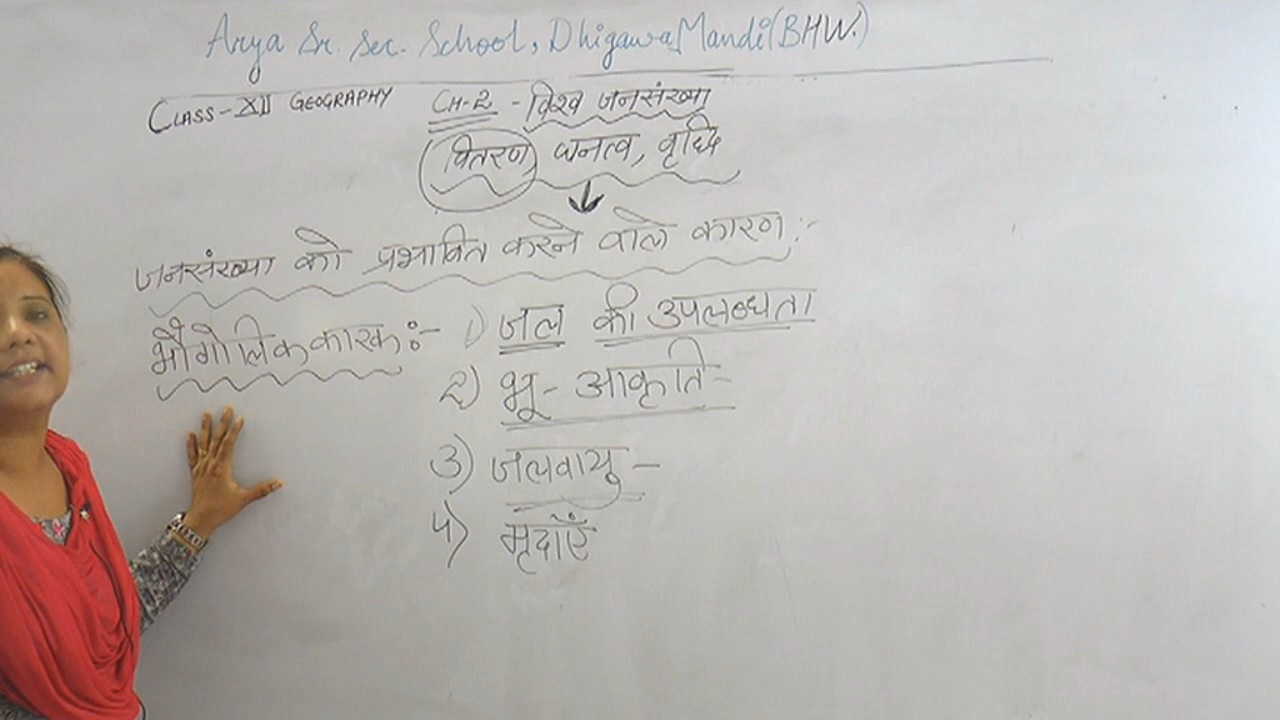 Arya Sr. Sec. School, Dhigawa Mandi (BHW.)
CLASS-XII GEOGRAPHY CH-2 - विश्व जनसंख्या
वितरण घनत्व, वृद्धि
जनसंख्या को प्रभावित करने वाले कारण :-
भौगोलिक कारक :- 1) जल की उपलब्धता
2) भू - आकृति -
3) जलवायु -
4) मृदाएँ